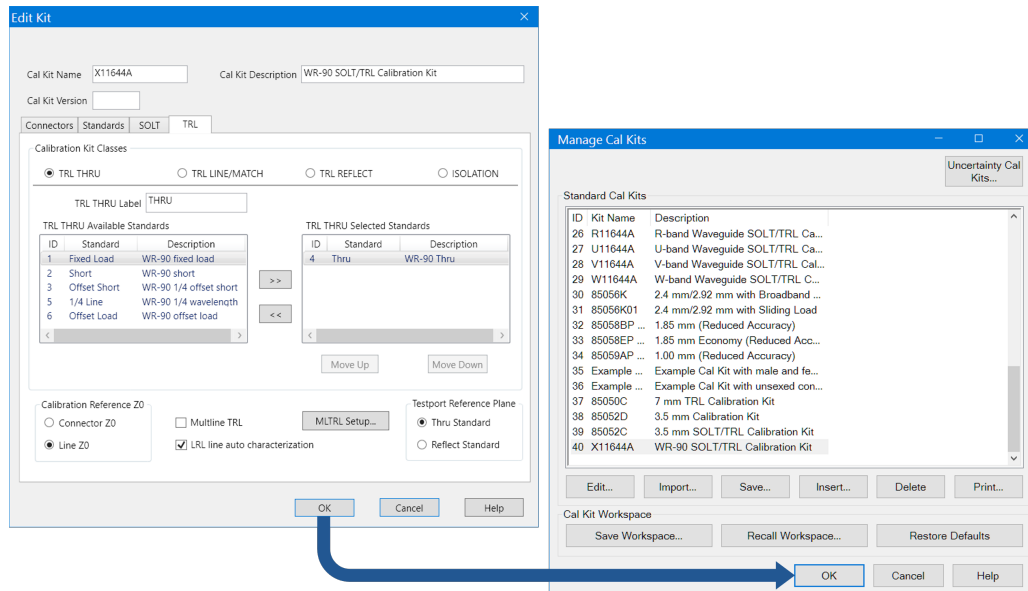 Edit Kit
Cal Kit Name X11644A Cal Kit Description WR-90 SOLT/TRL Calibration Kit
Cal Kit Version
Connectors Standards SOLT TRL
Calibration Kit Classes
TRL THRU TRL LINE/MATCH TRL REFLECT ISOLATION
TRL THRU Label THRU
TRL THRU Available Standards
ID Standard Description
1 Fixed Load WR-90 fixed load
2 Short WR-90 short
3 Offset Short WR-90 1/4 offset short
5 1/4 Line WR-90 1/4 wavelength
6 Offset Load WR-90 offset load
>>
<<
TRL THRU Selected Standards
ID Standard Description
4 Thru WR-90 Thru
Move Up Move Down
Calibration Reference Z0
Connector Z0
Line Z0
Multline TRL
LRL line auto characterization
MLTRL Setup...
Testport Reference Plane
Thru Standard
Reflect Standard
OK Cancel Help
Manage Cal Kits
Uncertainty Cal
Kits...
Standard Cal Kits
ID Kit Name Description
26 R11644A R-band Waveguide SOLT/TRL Ca...
27 U11644A U-band Waveguide SOLT/TRL Ca...
28 V11644A V-band Waveguide SOLT/TRL Cal...
29 W11644A W-band Waveguide SOLT/TRL C...
30 85056K 2.4 mm/2.92 mm with Broadband ...
31 85056K01 2.4 mm/2.92 mm with Sliding Load
32 85058BP ... 1.85 mm (Reduced Accuracy)
33 85058EP ... 1.85 mm Economy (Reduced Acc...
34 85059AP ... 1.00 mm (Reduced Accuracy)
35 Example ... Example Cal Kit with male and fe...
36 Example ... Example Cal Kit with unsexed con...
37 85050C 7 mm TRL Calibration Kit
38 85052D 3.5 mm Calibration Kit
39 85052C 3.5 mm SOLT/TRL Calibration Kit
40 X11644A WR-90 SOLT/TRL Calibration Kit
Edit... Import... Save... Insert... Delete Print...
Cal Kit Workspace
Save Workspace... Recall Workspace... Restore Defaults
OK Cancel Help